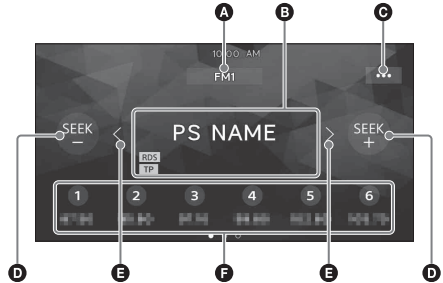 A B C
10:00 AM
FM1
SEEK − < PS NAME > SEEK +
RDS
TP
D E E D
1 2 3 4 5 6
F